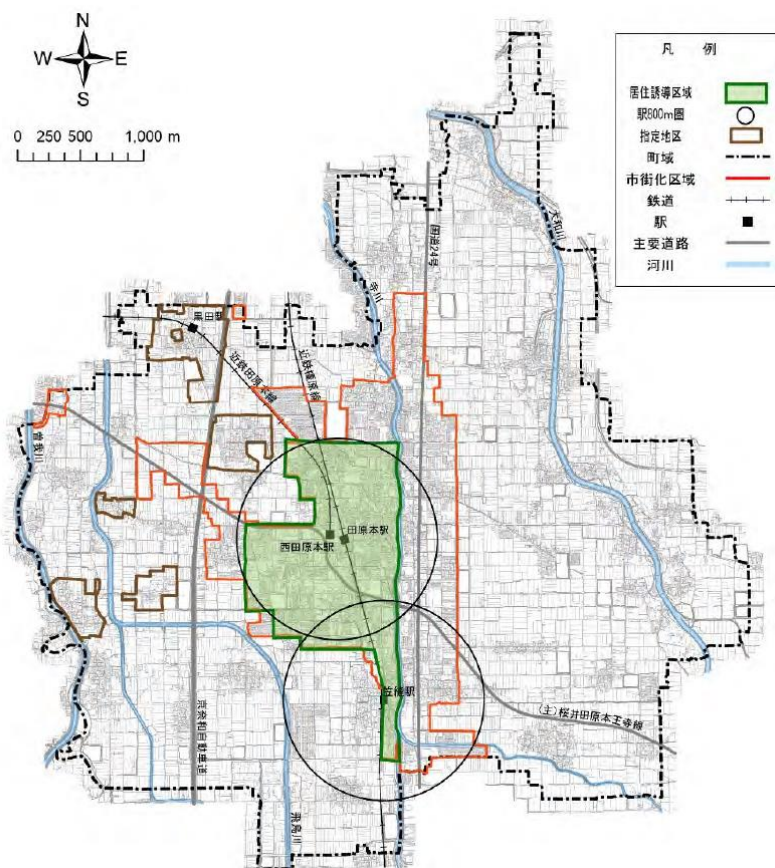 N
W E
S
0 250 500 1,000 m
凡 例
居住誘導区域
駅800m圏
指定地区
町域
市街化区域
鉄道
駅
主要道路
河川
大和川
国道24号
寺川
黒田駅
近鉄田原本線
近鉄橿原線
曽我川
田原本駅
西田原本駅
笠縫駅
(主)桜井田原本王寺線
京奈和自動車道
飛鳥川